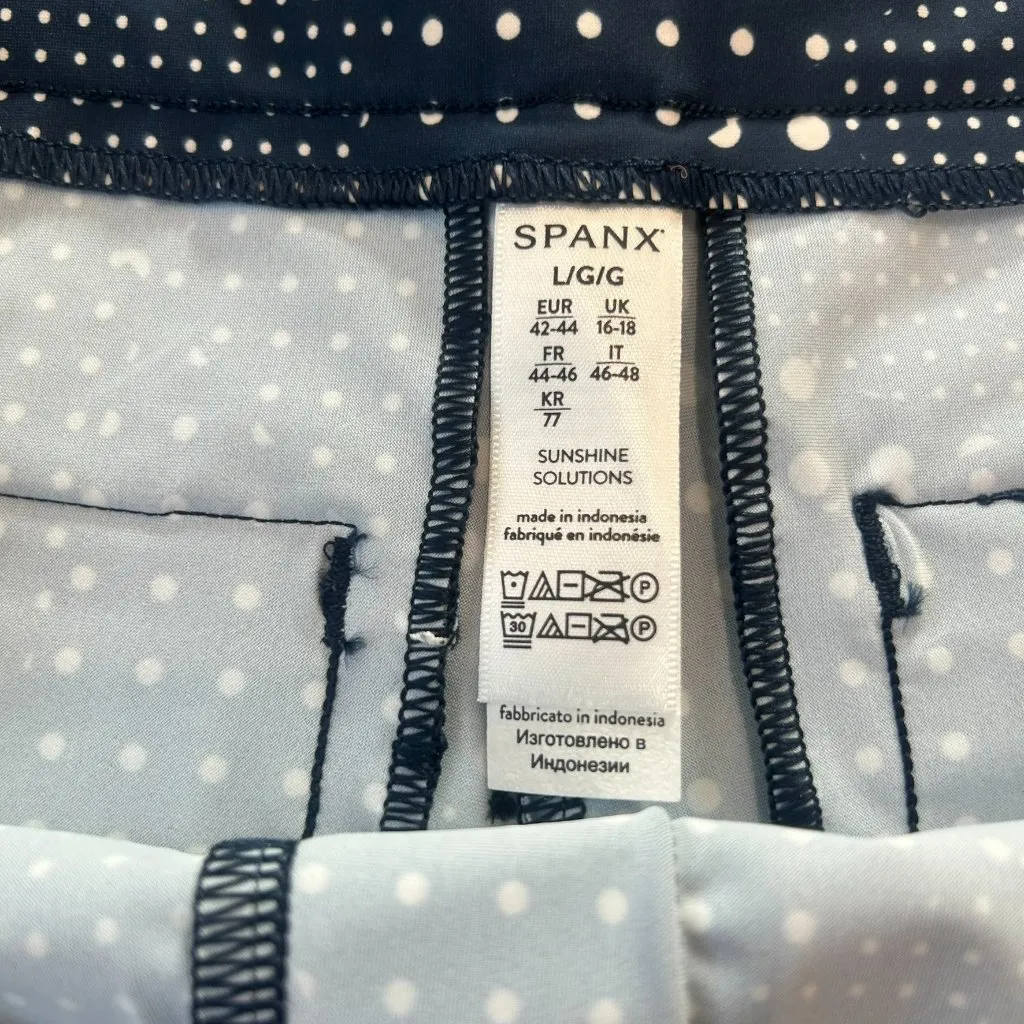 SPANX
L/G/G
EUR UK
42-44 16-18
FR IT
44-46 46-48
KR
77
SUNSHINE
SOLUTIONS
made in indonesia
fabriqué en indonésie
P
30 P
fabbricato in indonesia
Изготовлено в
Индонезии